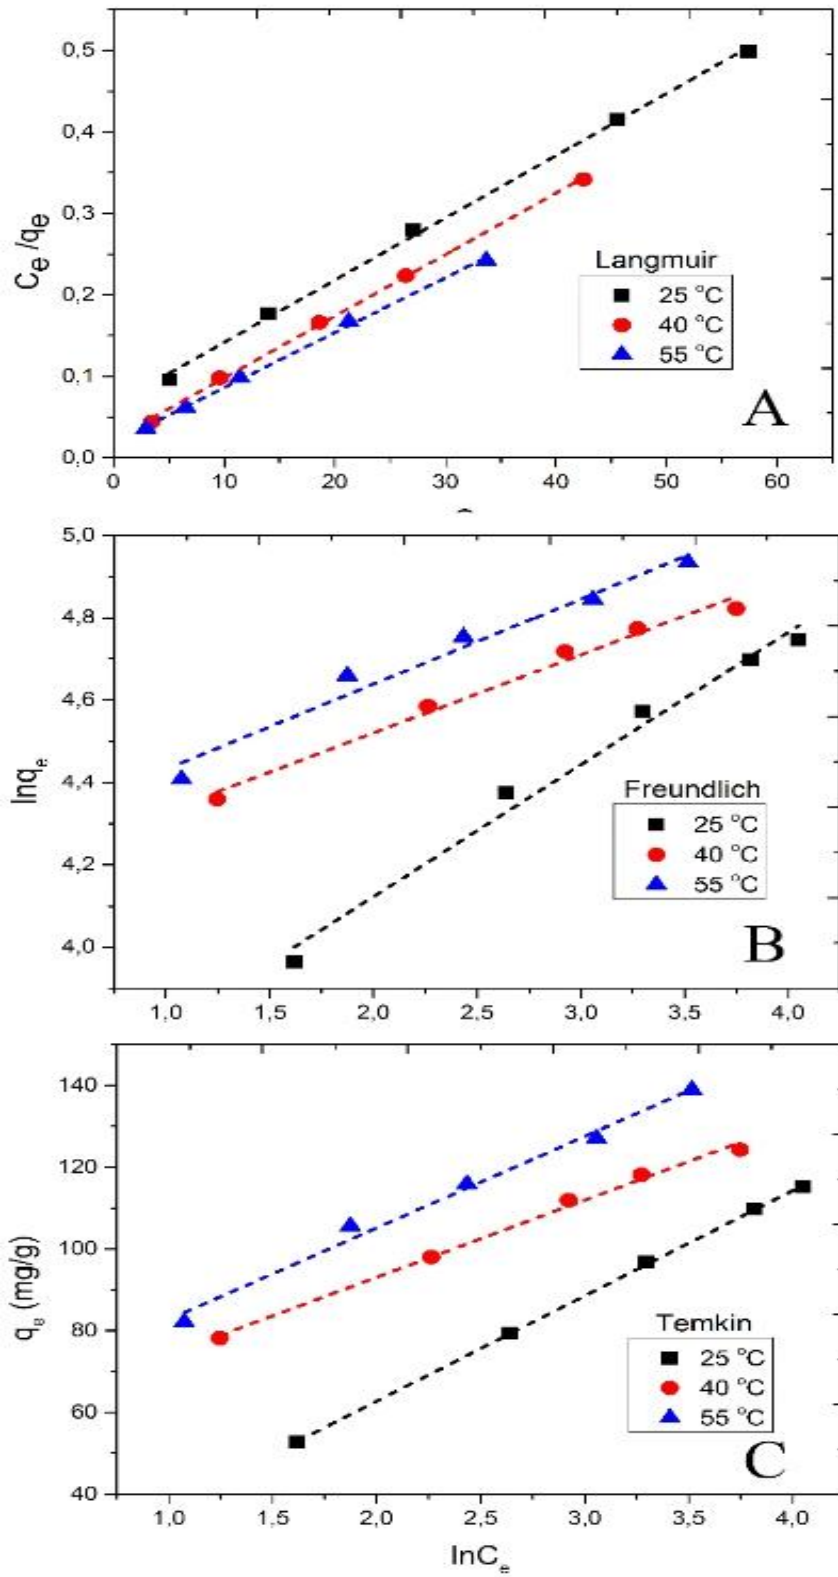 0,5
0,4
0,3
0,2
0,1
0,0
Cₑ /qₑ
Langmuir
25 °C
40 °C
55 °C
A
0 10 20 30 40 50 60
5,0
4,8
4,6
4,4
4,2
4,0
lnqₑ
Freundlich
25 °C
40 °C
55 °C
B
1,0 1,5 2,0 2,5 3,0 3,5 4,0
140
120
100
80
60
40
qₑ (mg/g)
Temkin
25 °C
40 °C
55 °C
C
1,0 1,5 2,0 2,5 3,0 3,5 4,0
lnCₑ